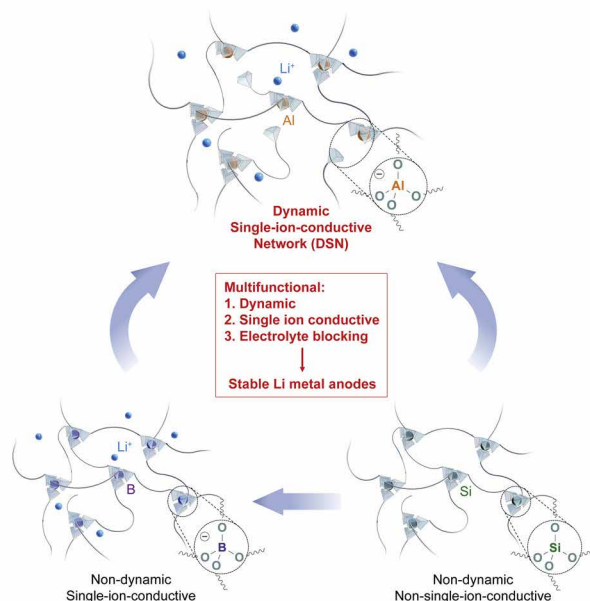 Li⁺
Al
O
⊖
Al
O
O
O
Dynamic
Single-ion-conductive
Network (DSN)
Multifunctional:
1. Dynamic
2. Single ion conductive
3. Electrolyte blocking
Stable Li metal anodes
Li⁺
B
O
⊖
B
O
O
O
Non-dynamic
Single-ion-conductive
Si
O
Si
O
O
O
Non-dynamic
Non-single-ion-conductive